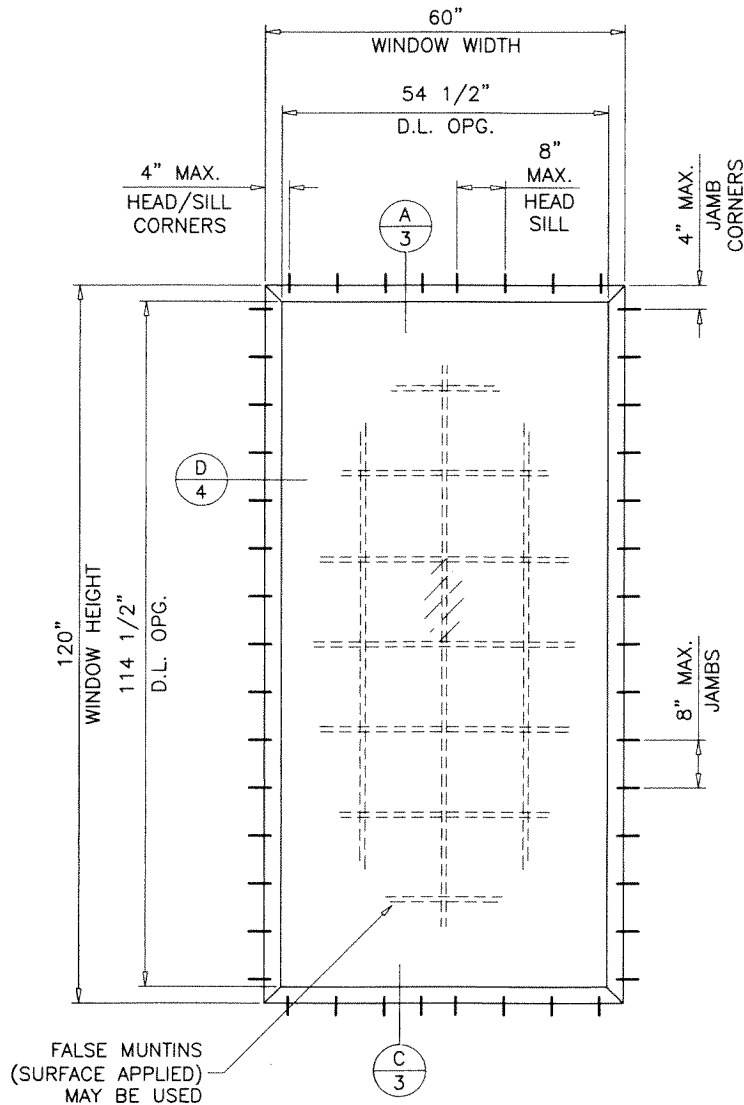 60"
WINDOW WIDTH
54 1/2"
D.L. OPG.
4" MAX.
HEAD/SILL
CORNERS
8"
MAX.
HEAD
SILL
4" MAX.
JAMB
CORNERS
A
3
D
4
120"
WINDOW HEIGHT
114 1/2"
D.L. OPG.
8" MAX.
JAMBS
FALSE MUNTINS
(SURFACE APPLIED)
MAY BE USED
C
3